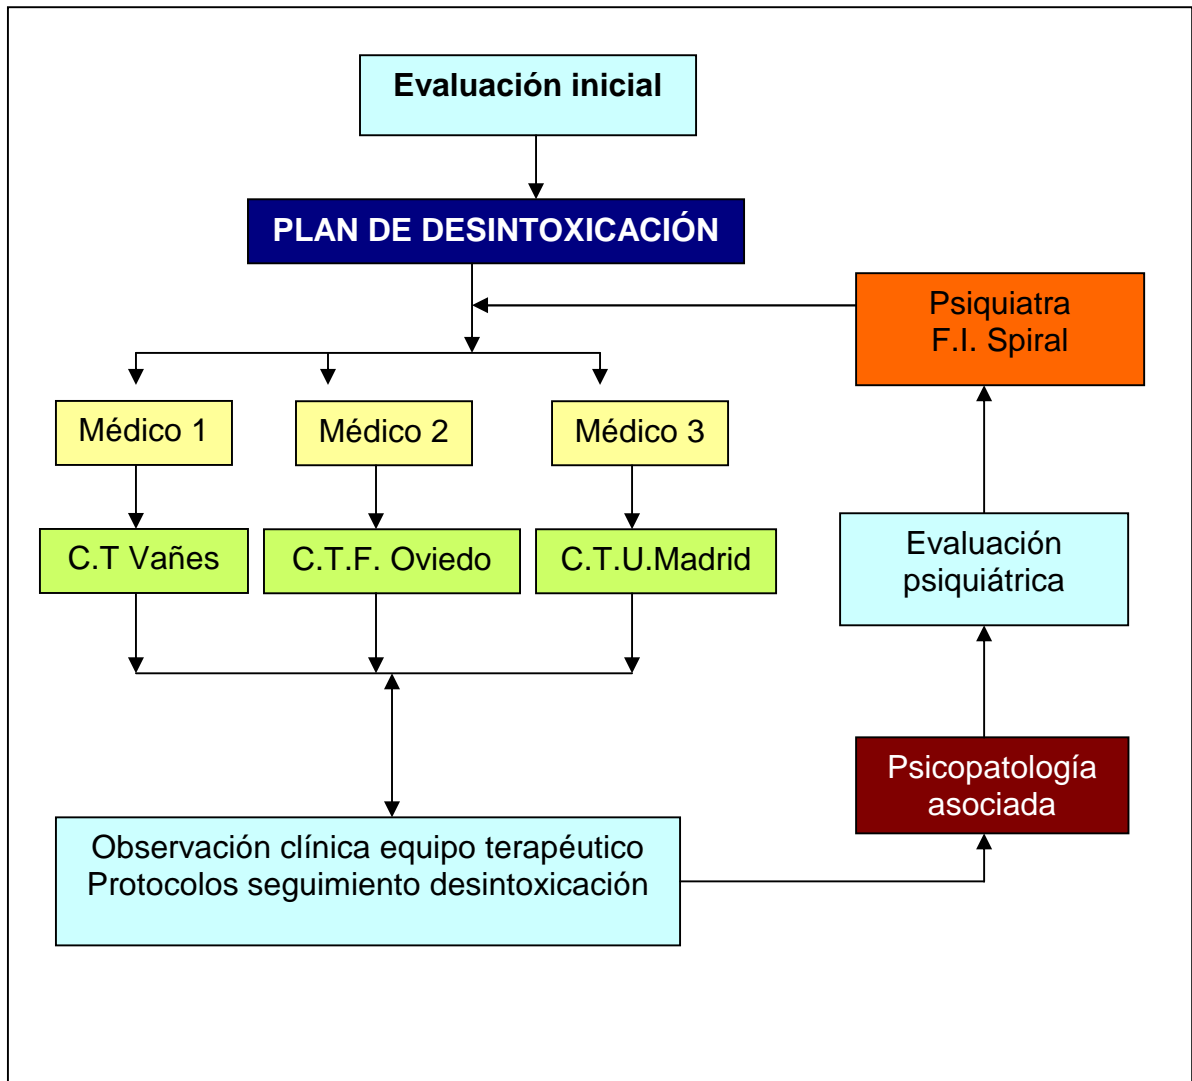 Evaluación inicial
PLAN DE DESINTOXICACIÓN
Psiquiatra
F.I. Spiral
Médico 1
Médico 2
Médico 3
C.T Vañes
C.T.F. Oviedo
C.T.U.Madrid
Evaluación
psiquiátrica
Psicopatología
asociada
Observación clínica equipo terapéutico
Protocolos seguimiento desintoxicación